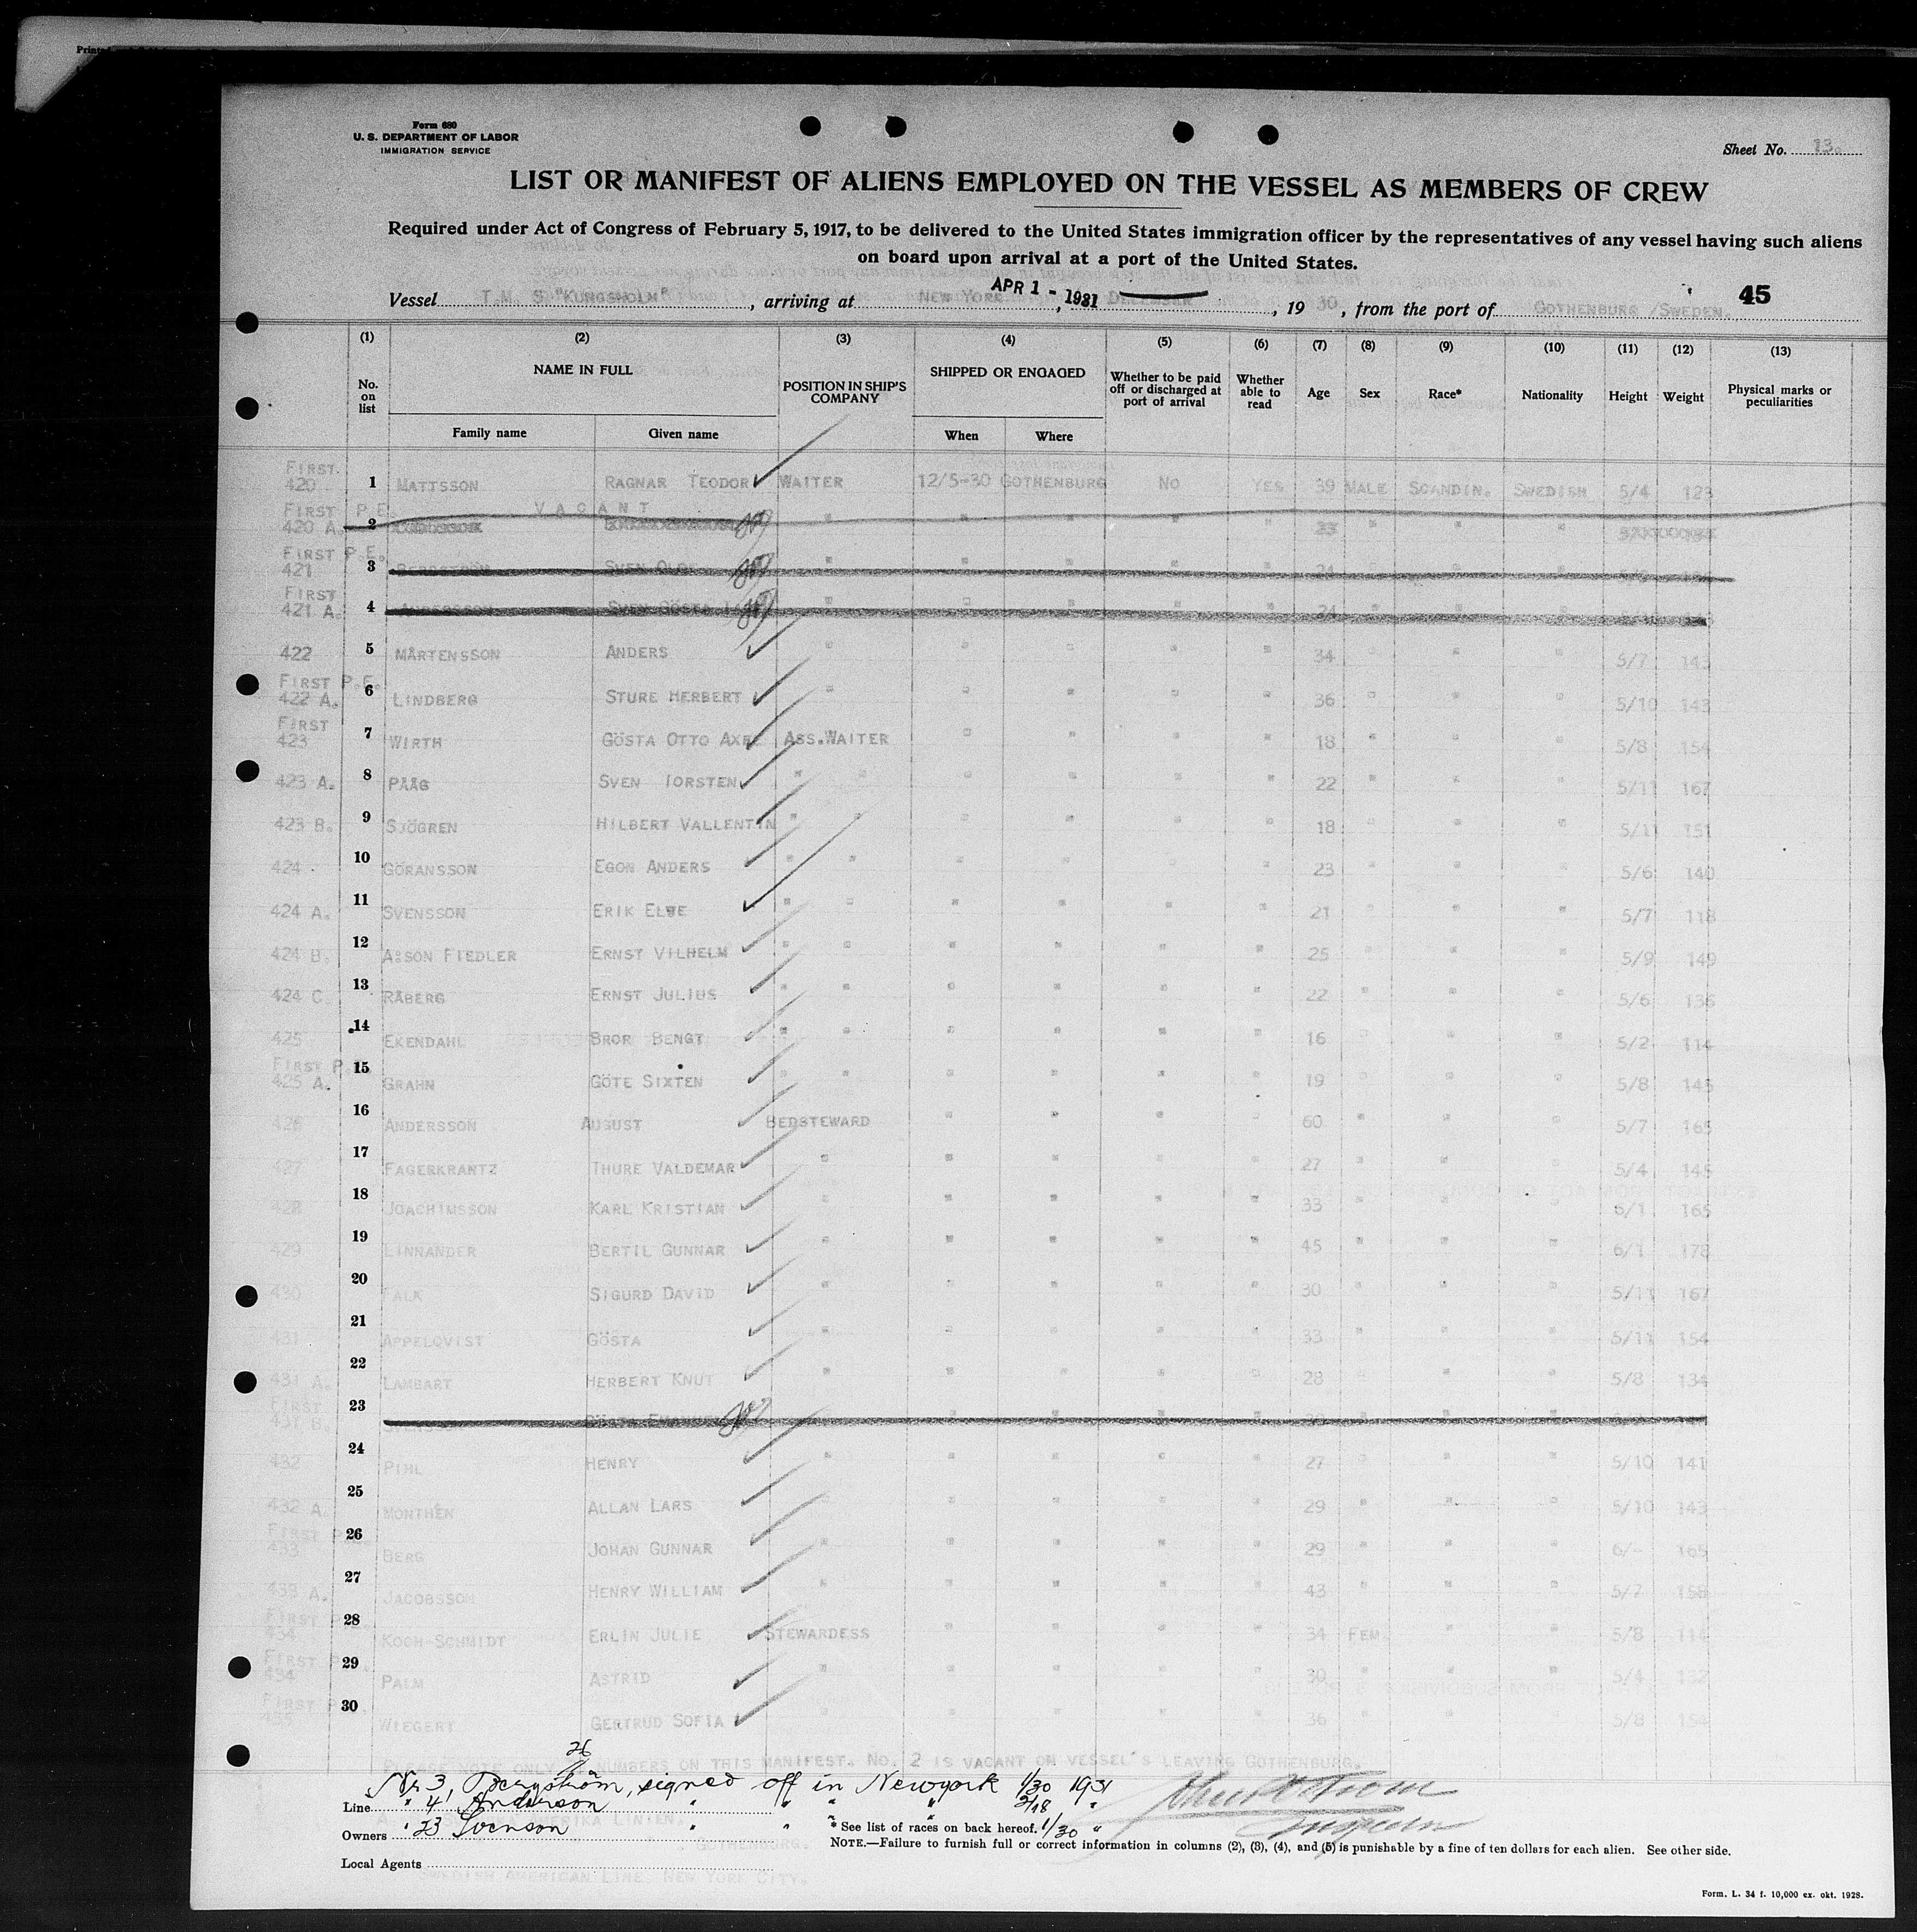 Form 680
U. S. DEPARTMENT OF LABOR
IMMIGRATION SERVICE
Sheet No. 13.
LIST OR MANIFEST OF ALIENS EMPLOYED ON THE VESSEL AS MEMBERS OF CREW
Required under Act of Congress of February 5, 1917, to be delivered to the United States immigration officer by the representatives of any vessel having such aliens
on board upon arrival at a port of the United States.
Vessel T.M. S. "KUNGSHOLM", arriving at NEW YORK, APR 1 - 1931 DECEMBER, 19 30, from the port of GOTHENBURG /SWEDEN. 45
(1) (2) (3) (4) (5) (6) (7) (8) (9) (10) (11) (12) (13)
No. on list NAME IN FULL POSITION IN SHIP'S COMPANY SHIPPED OR ENGAGED Whether to be paid off or discharged at port of arrival Whether able to read Age Sex Race* Nationality Height Weight Physical marks or peculiarities
Family name Given name When Where
FIRST. 420 1 MATTSSON RAGNAR TEODOR WAITER 12/5-30 GOTHENBURG NO YES 39 MALE SCANDIN. SWEDISH 5/4 123
FIRST P.E. 420 A. 2 VACANT " " " " " 23 " " "
FIRST P.E. 421 3 BERGSTRÖM SVEN OLOF " " " " " 24 " " "
FIRST 421 A. 4 ANDERSSON SVEN GÖSTA " " " " " 24 " " "
422 5 MÅRTENSSON ANDERS " " " " " 34 " " " 5/7 143
FIRST P.E. 422 A. 6 LINDBERG STURE HERBERT " " " " " 36 " " " 5/10 143
FIRST 423 7 WIRTH GÖSTA OTTO AXEL ASS.WAITER " " " " 18 " " " 5/8 154
423 A. 8 PÅÅG SVEN TORSTEN " " " " " " 22 " " " 5/11 167
423 B. 9 SJÖGREN HILBERT VALLENTIN " " " " " 18 " " " 5/11 151
424 10 GÖRANSSON EGON ANDERS " " " " " " 23 " " " 5/6 140
424 A. 11 SVENSSON ERIK ELVE " " " " " " 21 " " " 5/7 118
424 B. 12 A:SON FIEDLER ERNST VILHELM " " " " " " 25 " " " 5/9 149
424 C 13 RÅBERG ERNST JULIUS " " " " " " 22 " " " 5/6 136
425 14 EKENDAHL BROR BENGT " " " " " " 16 " " " 5/2 114
FIRST P. 425 A. 15 GRAHN GÖTE SIXTEN " " " " " " 19 " " " 5/8 145
426 16 ANDERSSON AUGUST BEDSTEWARD " " " " 60 " " " 5/7 165
427 17 FAGERKRANTZ THURE VALDEMAR " " " " " 27 " " " 5/4 145
428 18 JOACHIMSSON KARL KRISTIAN " " " " " 33 " " " 6/1 165
429 19 LINNANDER BERTIL GUNNAR " " " " " 45 " " " 6/1 178
430 20 FALK SIGURD DAVID " " " " " 30 " " " 5/11 167
431 21 APPELQVIST GÖSTA " " " " " 33 " " " 5/11 154
431 A. 22 LAMBART HERBERT KNUT " " " " " 28 " " " 5/8 134
FIRST 431 B. 23 SVENSSON GÖSTA EMANUEL " " " " " " " "
432 24 PIHL HENRY " " " " " 27 " " " 5/10 141
432 A. 25 MONTHÉN ALLAN LARS " " " " " 29 " " " 5/10 143
FIRST P. 433 26 BERG JOHAN GUNNAR " " " " " 29 " " " 6/- 165
433 A. 27 JACOBSSON HENRY WILLIAM " " " " " 43 " " " 5/7 158
FIRST P. 434 28 KOCH-SCHMIDT ERLIN JULIE STEWARDESS " " " " 34 FEM. " " 5/8 114
FIRST P. 434 29 PALM ASTRID " " " " " 30 " " " 5/4 132
FIRST P. 435 30 WIEGERT GERTRUD SOFIA " " " " " 36 " " " 5/8 154
26
ONLY NUMBERS ON THIS MANIFEST. NO. 2 IS VACANT ON VESSEL'S LEAVING GOTHENBURG.
Nr 3, Bergström, signed off in Newyork 1/30 1931
Line " 4 Anderson " " " " 2/18 "
Owners " 23 Svenson " " " 1/30 "
* See list of races on back hereof.
GOTHENBURG.
NOTE.—Failure to furnish full or correct information in columns (2), (3), (4), and (5) is punishable by a fine of ten dollars for each alien. See other side.
Local Agents
SWEDISH AMERICAN LINE, NEW YORK CITY.
Form. L. 34 f. 10,000 ex. okt. 1928.